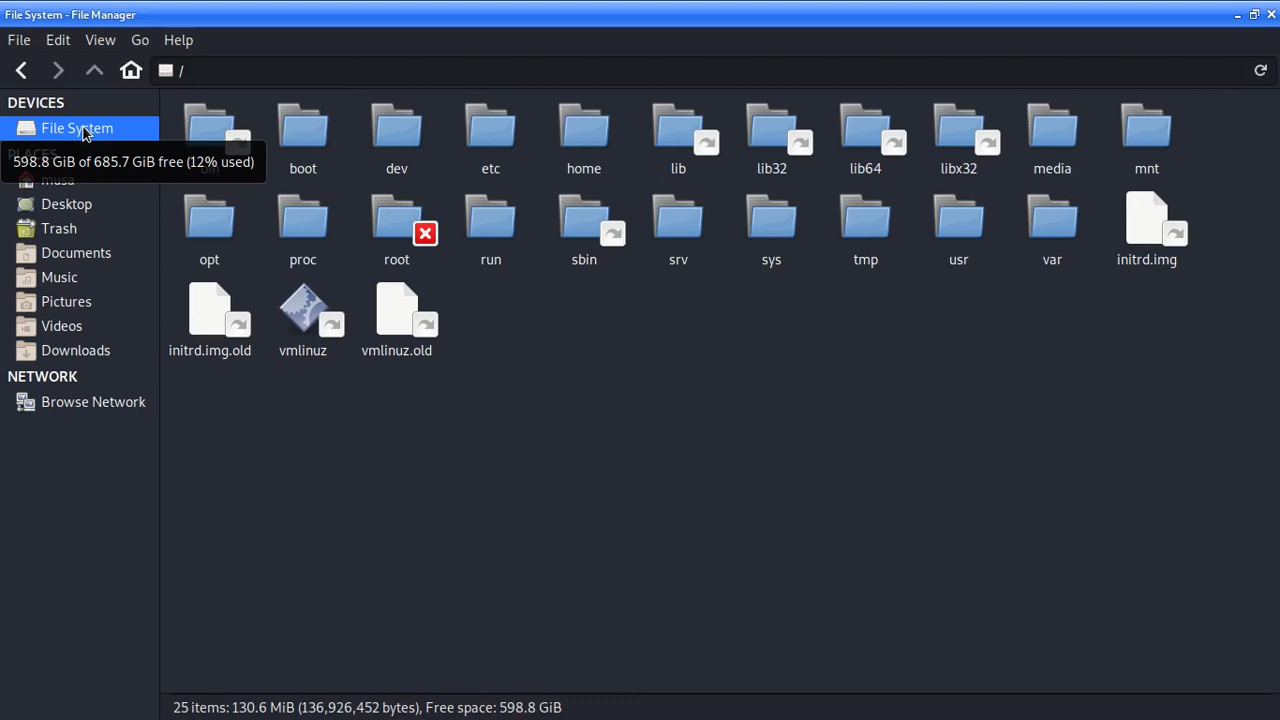 File System - File Manager
File Edit View Go Help
/
DEVICES
File System
598.8 GiB of 685.7 GiB free (12% used)
musa
Desktop
Trash
Documents
Music
Pictures
Videos
Downloads
NETWORK
Browse Network
bin boot dev etc home lib lib32 lib64 libx32 media mnt
opt proc root run sbin srv sys tmp usr var initrd.img
initrd.img.old vmlinuz vmlinuz.old
25 items: 130.6 MiB (136,926,452 bytes), Free space: 598.8 GiB